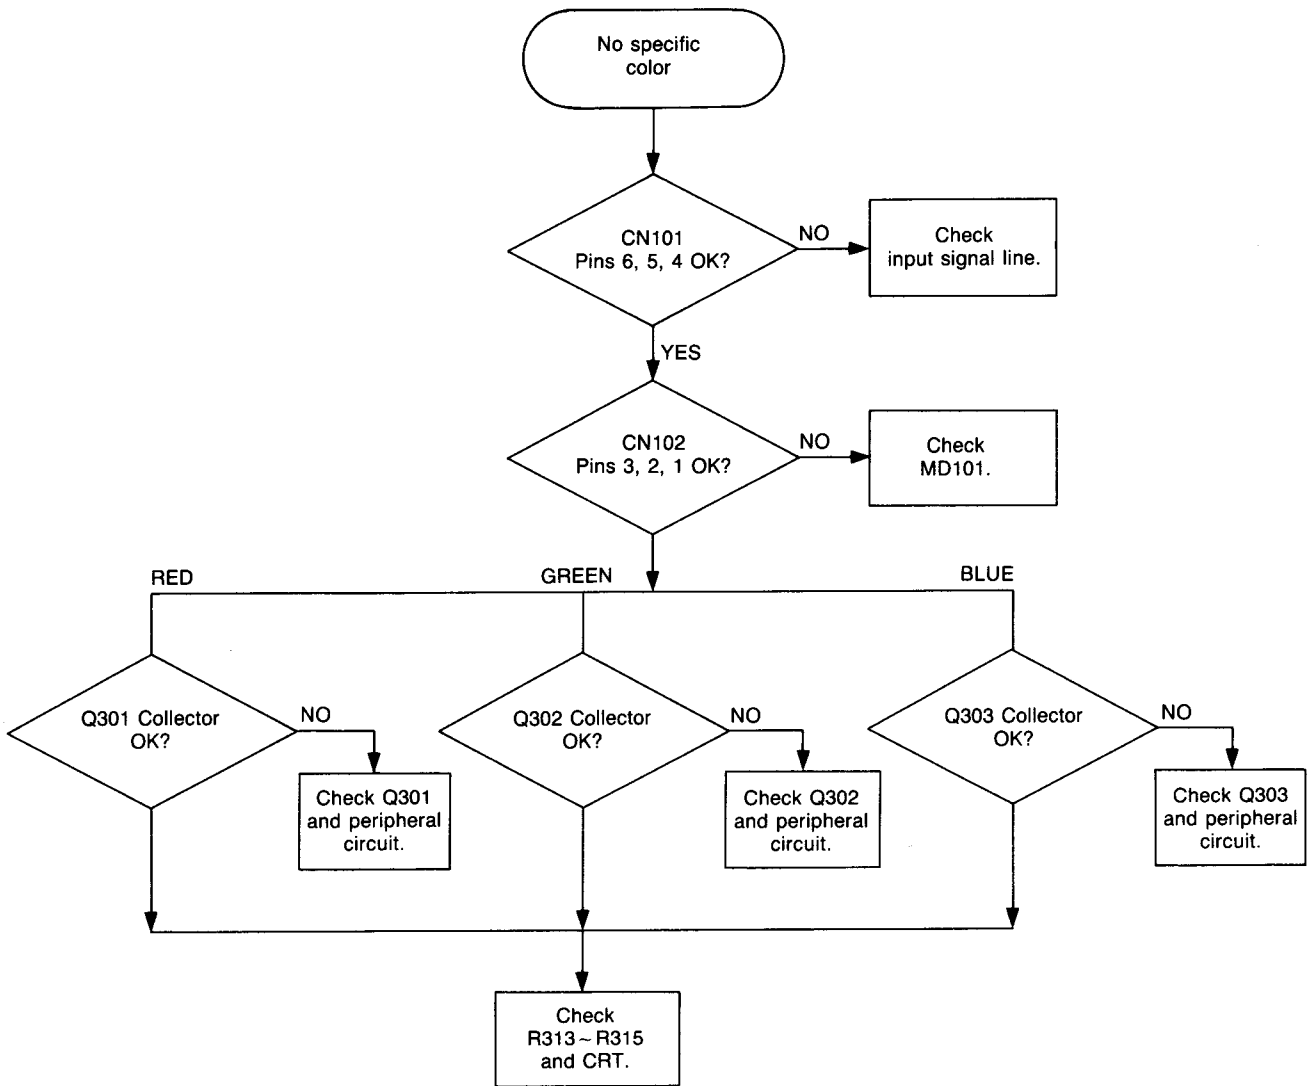 No specific
color
CN101
Pins 6, 5, 4 OK?
NO
Check
input signal line.
YES
CN102
Pins 3, 2, 1 OK?
NO
Check
MD101.
RED
GREEN
BLUE
Q301 Collector
OK?
NO
Check Q301
and peripheral
circuit.
Q302 Collector
OK?
NO
Check Q302
and peripheral
circuit.
Q303 Collector
OK?
NO
Check Q303
and peripheral
circuit.
Check
R313~R315
and CRT.